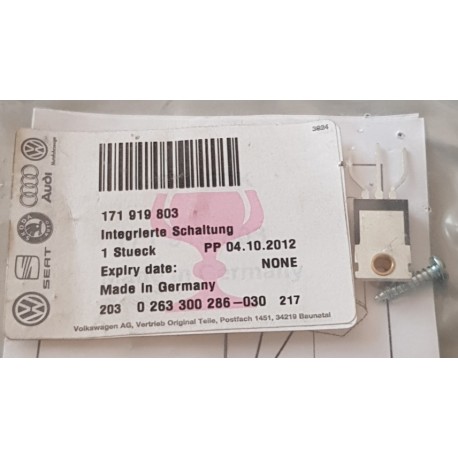 3634
171 919 803
Integrierte Schaltung
1 Stueck PP 04.10.2012
Expiry date: NONE
Made In Germany
203 0 263 300 286-030 217
Volkswagen AG, Vertrieb Original Teile, Postfach 1451, 34219 Baunatal
Audi
SEAT